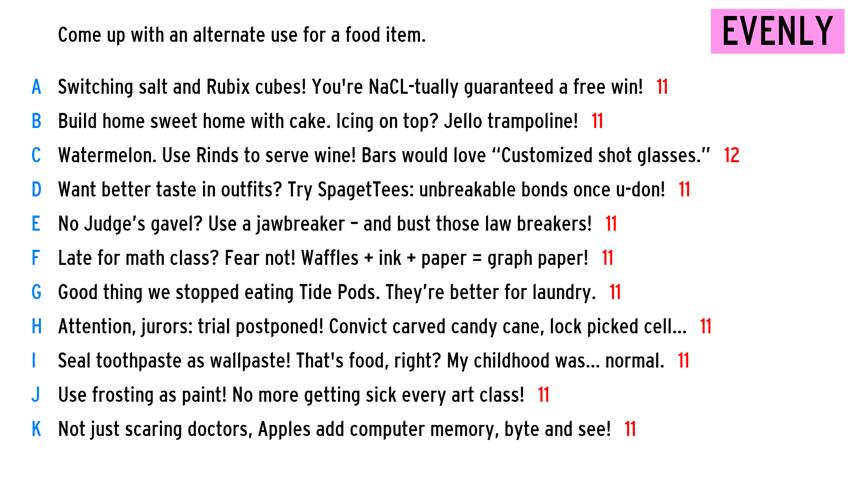 Come up with an alternate use for a food item.
EVENLY
A Switching salt and Rubix cubes! You're NaCL-tually guaranteed a free win! 11
B Build home sweet home with cake. Icing on top? Jello trampoline! 11
C Watermelon. Use Rinds to serve wine! Bars would love “Customized shot glasses.” 12
D Want better taste in outfits? Try SpagetTees: unbreakable bonds once u-don! 11
E No Judge’s gavel? Use a jawbreaker – and bust those law breakers! 11
F Late for math class? Fear not! Waffles + ink + paper = graph paper! 11
G Good thing we stopped eating Tide Pods. They’re better for laundry. 11
H Attention, jurors: trial postponed! Convict carved candy cane, lock picked cell... 11
I Seal toothpaste as wallpaste! That's food, right? My childhood was... normal. 11
J Use frosting as paint! No more getting sick every art class! 11
K Not just scaring doctors, Apples add computer memory, byte and see! 11